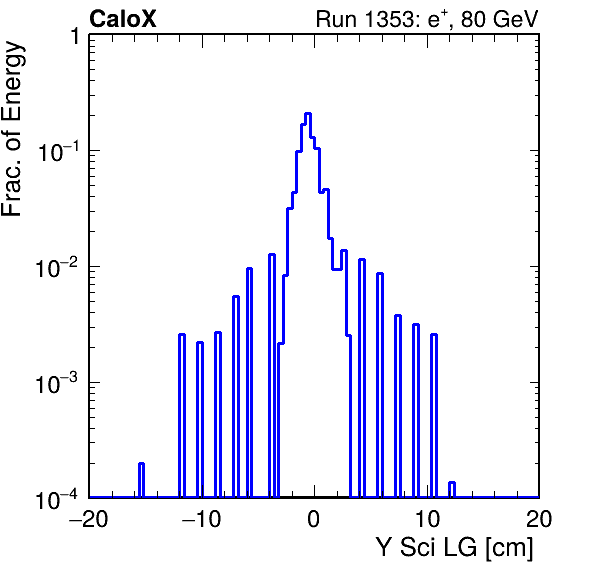 CaloX Run 1353: e⁺, 80 GeV
Frac. of Energy
1
10⁻¹
10⁻²
10⁻³
10⁻⁴
−20 −10 0 10 20
Y Sci LG [cm]